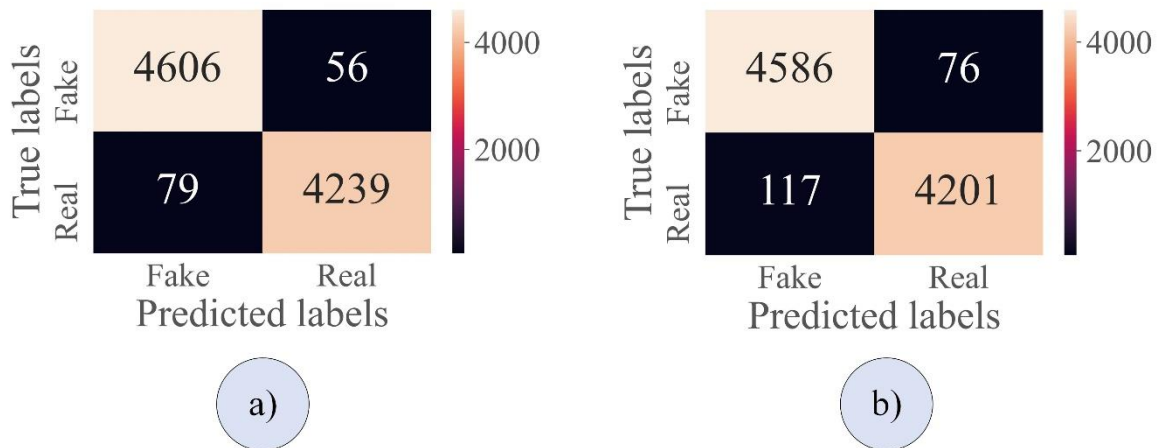 True labels
Fake
Real
4606 56
79 4239
4000
2000
Fake Real
Predicted labels
a)
True labels
Fake
Real
4586 76
117 4201
4000
2000
Fake Real
Predicted labels
b)